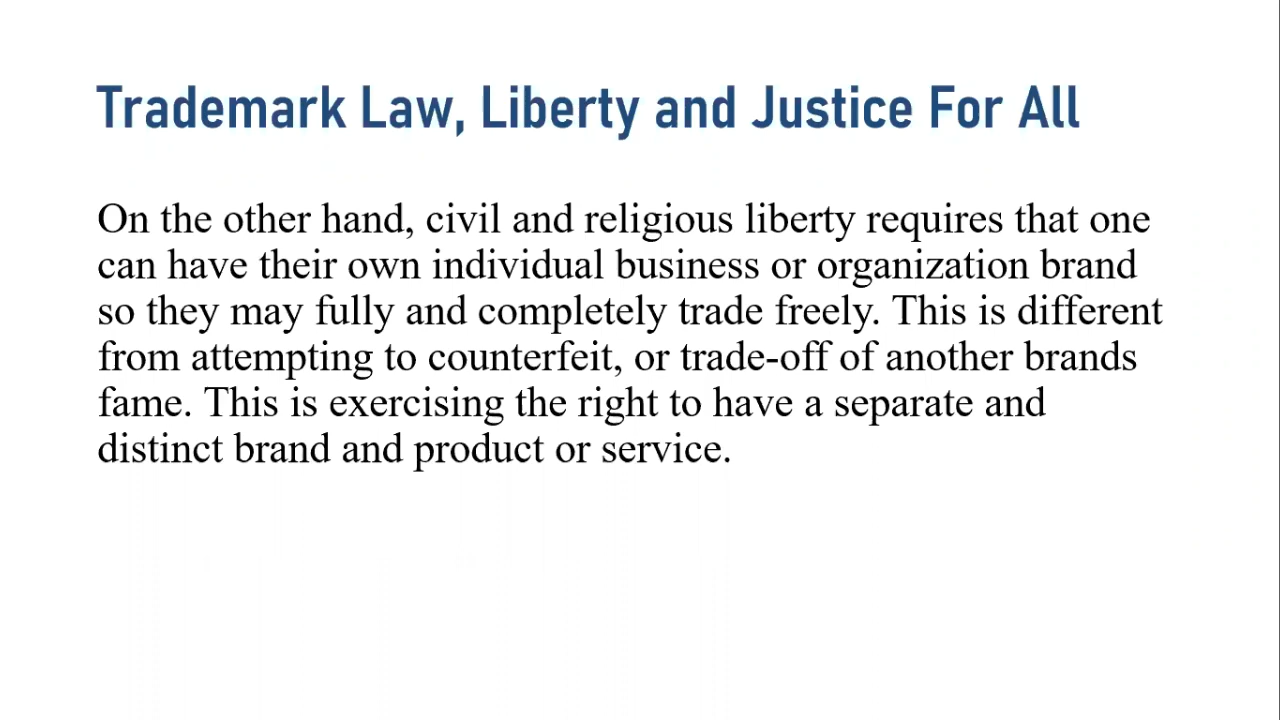 Trademark Law, Liberty and Justice For All
On the other hand, civil and religious liberty requires that one
can have their own individual business or organization brand
so they may fully and completely trade freely. This is different
from attempting to counterfeit, or trade-off of another brands
fame. This is exercising the right to have a separate and
distinct brand and product or service.